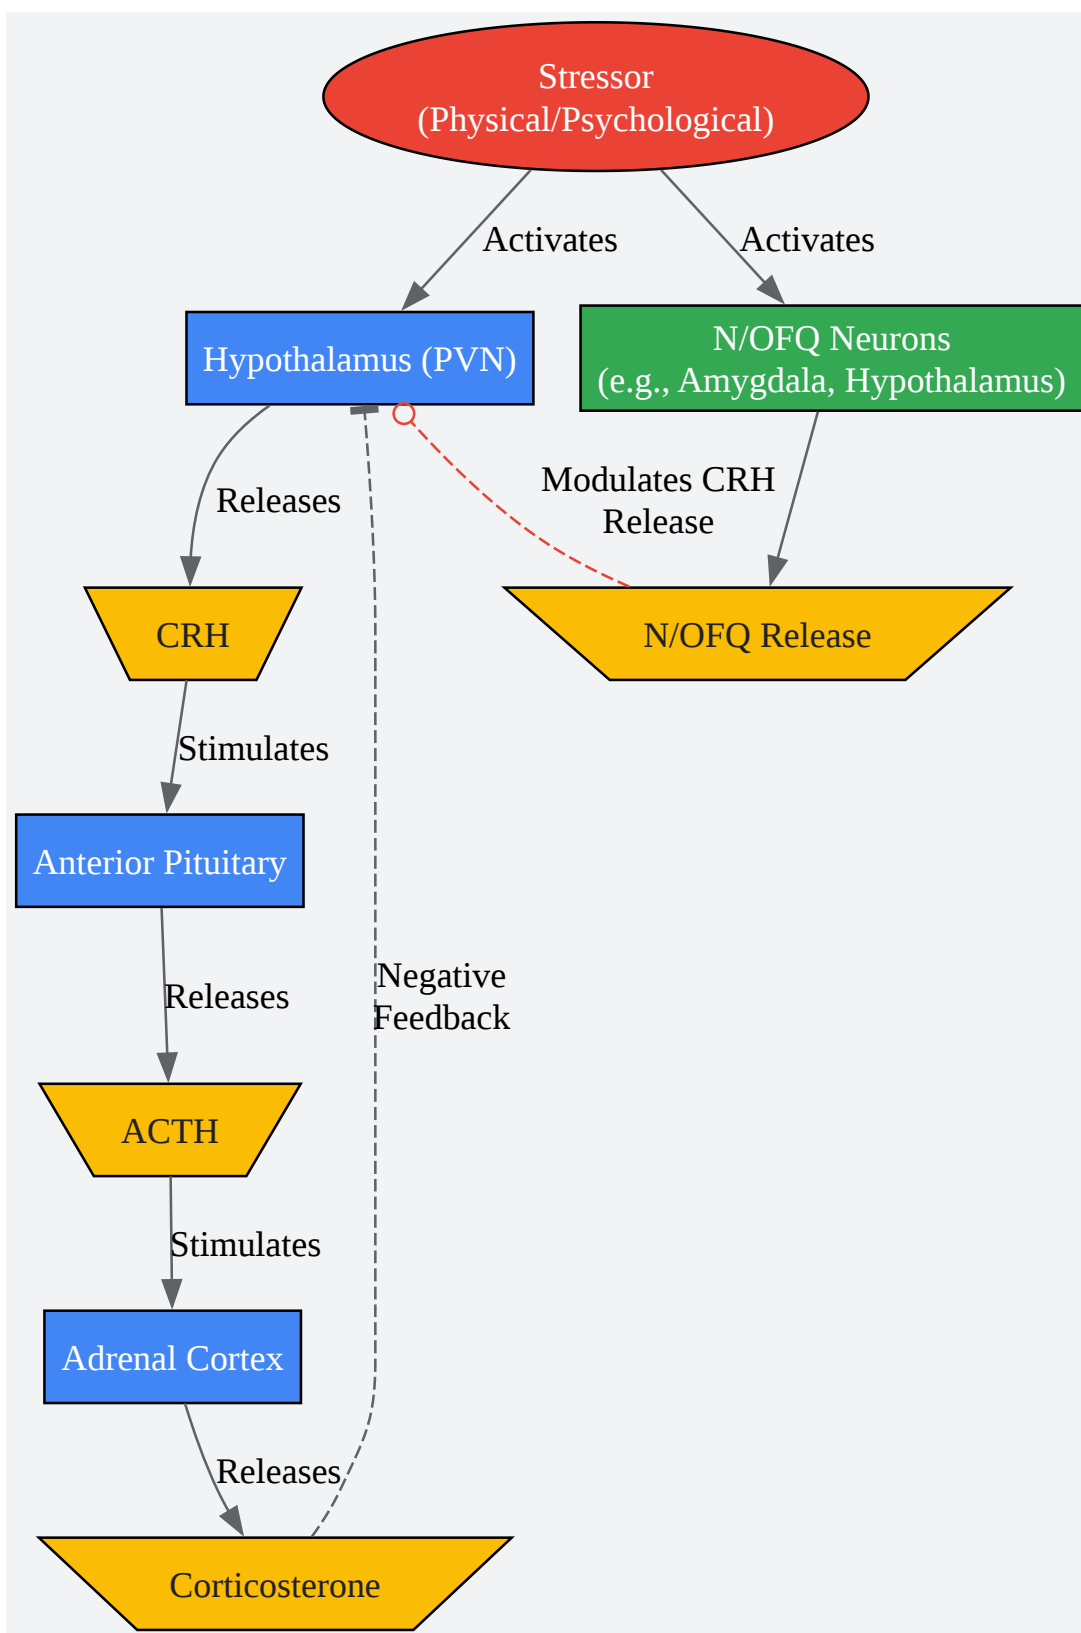 Stressor
(Physical/Psychological)
Activates
Activates
Hypothalamus (PVN)
N/OFQ Neurons
(e.g., Amygdala, Hypothalamus)
Releases
Modulates CRH
Release
CRH
N/OFQ Release
Stimulates
Anterior Pituitary
Releases
Negative
Feedback
ACTH
Stimulates
Adrenal Cortex
Releases
Corticosterone